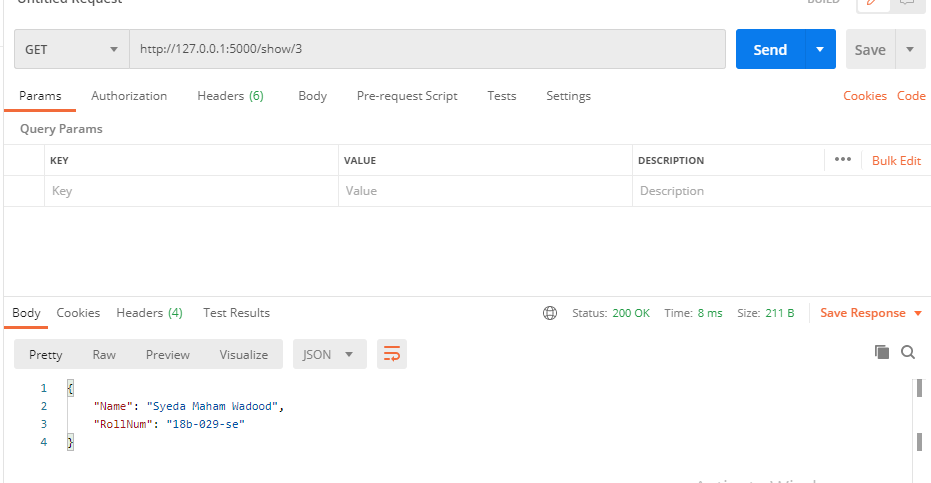 Untitled Request BUILD
GET http://127.0.0.1:5000/show/3 Send Save
Params Authorization Headers (6) Body Pre-request Script Tests Settings Cookies Code
Query Params
KEY VALUE DESCRIPTION ••• Bulk Edit
Key Value Description
Body Cookies Headers (4) Test Results Status: 200 OK Time: 8 ms Size: 211 B Save Response
Pretty Raw Preview Visualize JSON
1 {
2 "Name": "Syeda Maham Wadood",
3 "RollNum": "18b-029-se"
4 }